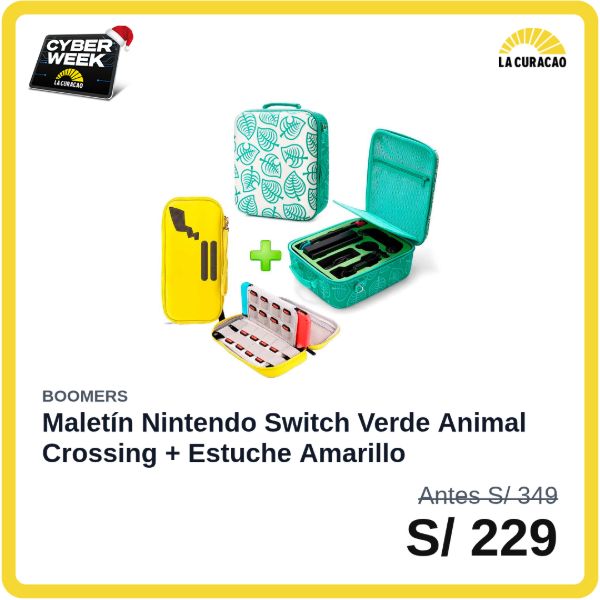 CYBER
WEEK
LA CURACAO
LA CURACAO
BOOMERS
Maletín Nintendo Switch Verde Animal
Crossing + Estuche Amarillo
Antes S/ 349
S/ 229